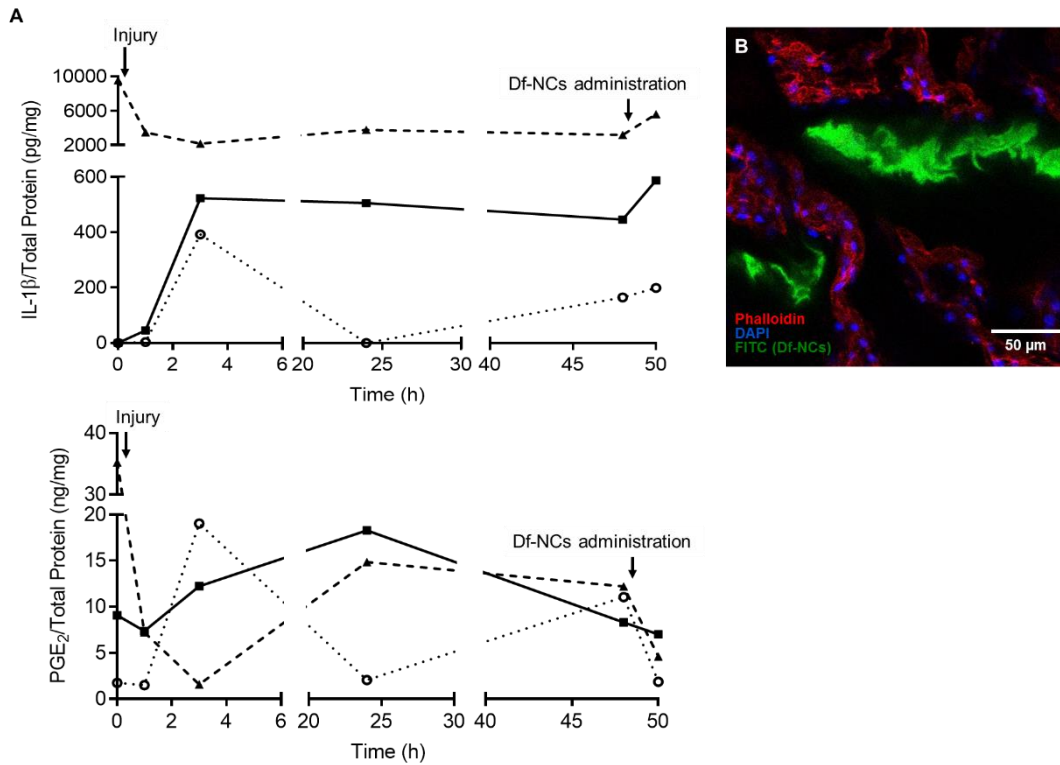 A
Injury
Df-NCs administration
IL-1β/Total Protein (pg/mg)
10000
6000
2000
600
400
200
0
0 2 4 6 20 25 30 40 45 50
Time (h)
B
Phalloidin
DAPI
FITC (Df-NCs)
50 µm
Injury
Df-NCs administration
PGE₂/Total Protein (ng/mg)
40
30
20
15
10
5
0
0 2 4 6 20 25 30 40 45 50
Time (h)